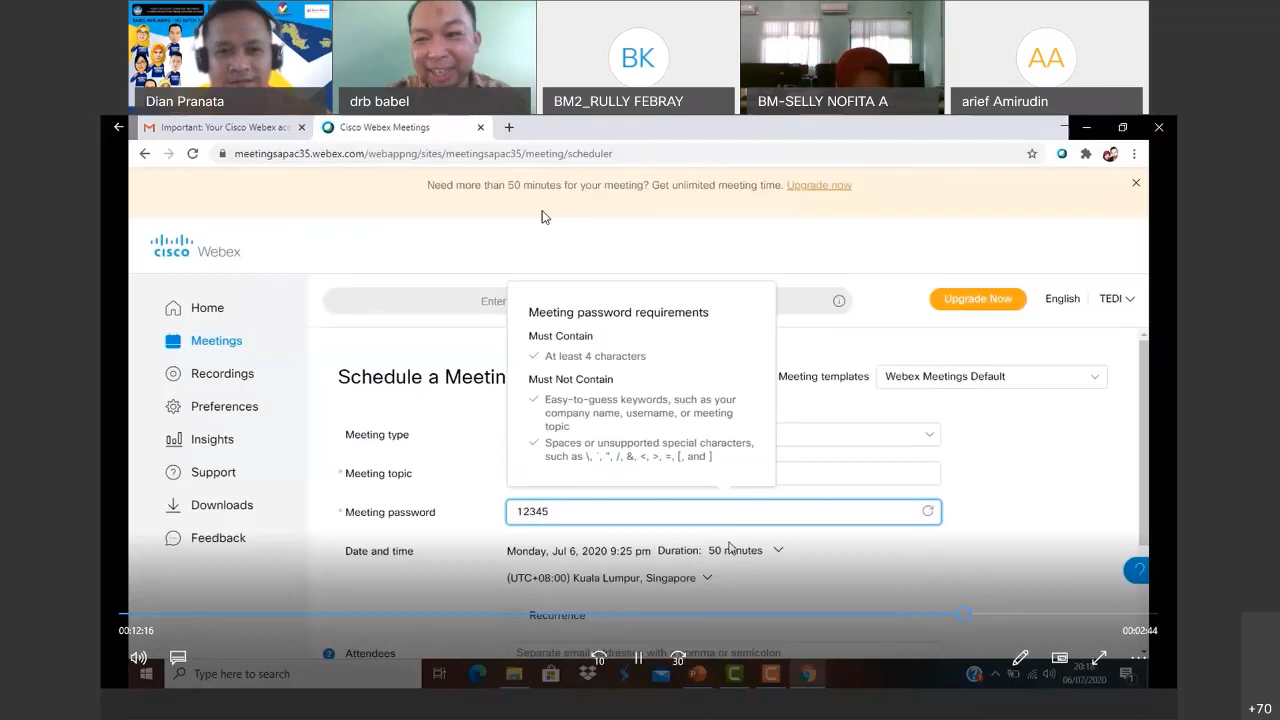 BK
AA
Dian Pranata
drb babel
BM2_RULLY FEBRAY
BM-SELLY NOFITA A
arief Amirudin
Important: Your Cisco Webex acc
Cisco Webex Meetings
meetingsapac35.webex.com/webappng/sites/meetingsapac35/meeting/scheduler
Need more than 50 minutes for your meeting? Get unlimited meeting time. Upgrade now
cisco Webex
Home
Meetings
Recordings
Preferences
Insights
Support
Downloads
Feedback
Enter
Upgrade Now
English
TEDI
Meeting password requirements
Must Contain
At least 4 characters
Must Not Contain
Easy-to-guess keywords, such as your
company name, username, or meeting
topic
Spaces or unsupported special characters,
such as \, `, ", /, &, <, >, =, [, and ]
Schedule a Meetin
Meeting templates
Webex Meetings Default
Meeting type
* Meeting topic
* Meeting password
12345
Date and time
Monday, Jul 6, 2020 9:25 pm Duration: 50 minutes
(UTC+08:00) Kuala Lumpur, Singapore
Recurrence
Attendees
Separate email addresses with a comma or semicolon
00:12:16
00:02:44
10
30
Type here to search
06/07/2020
+70